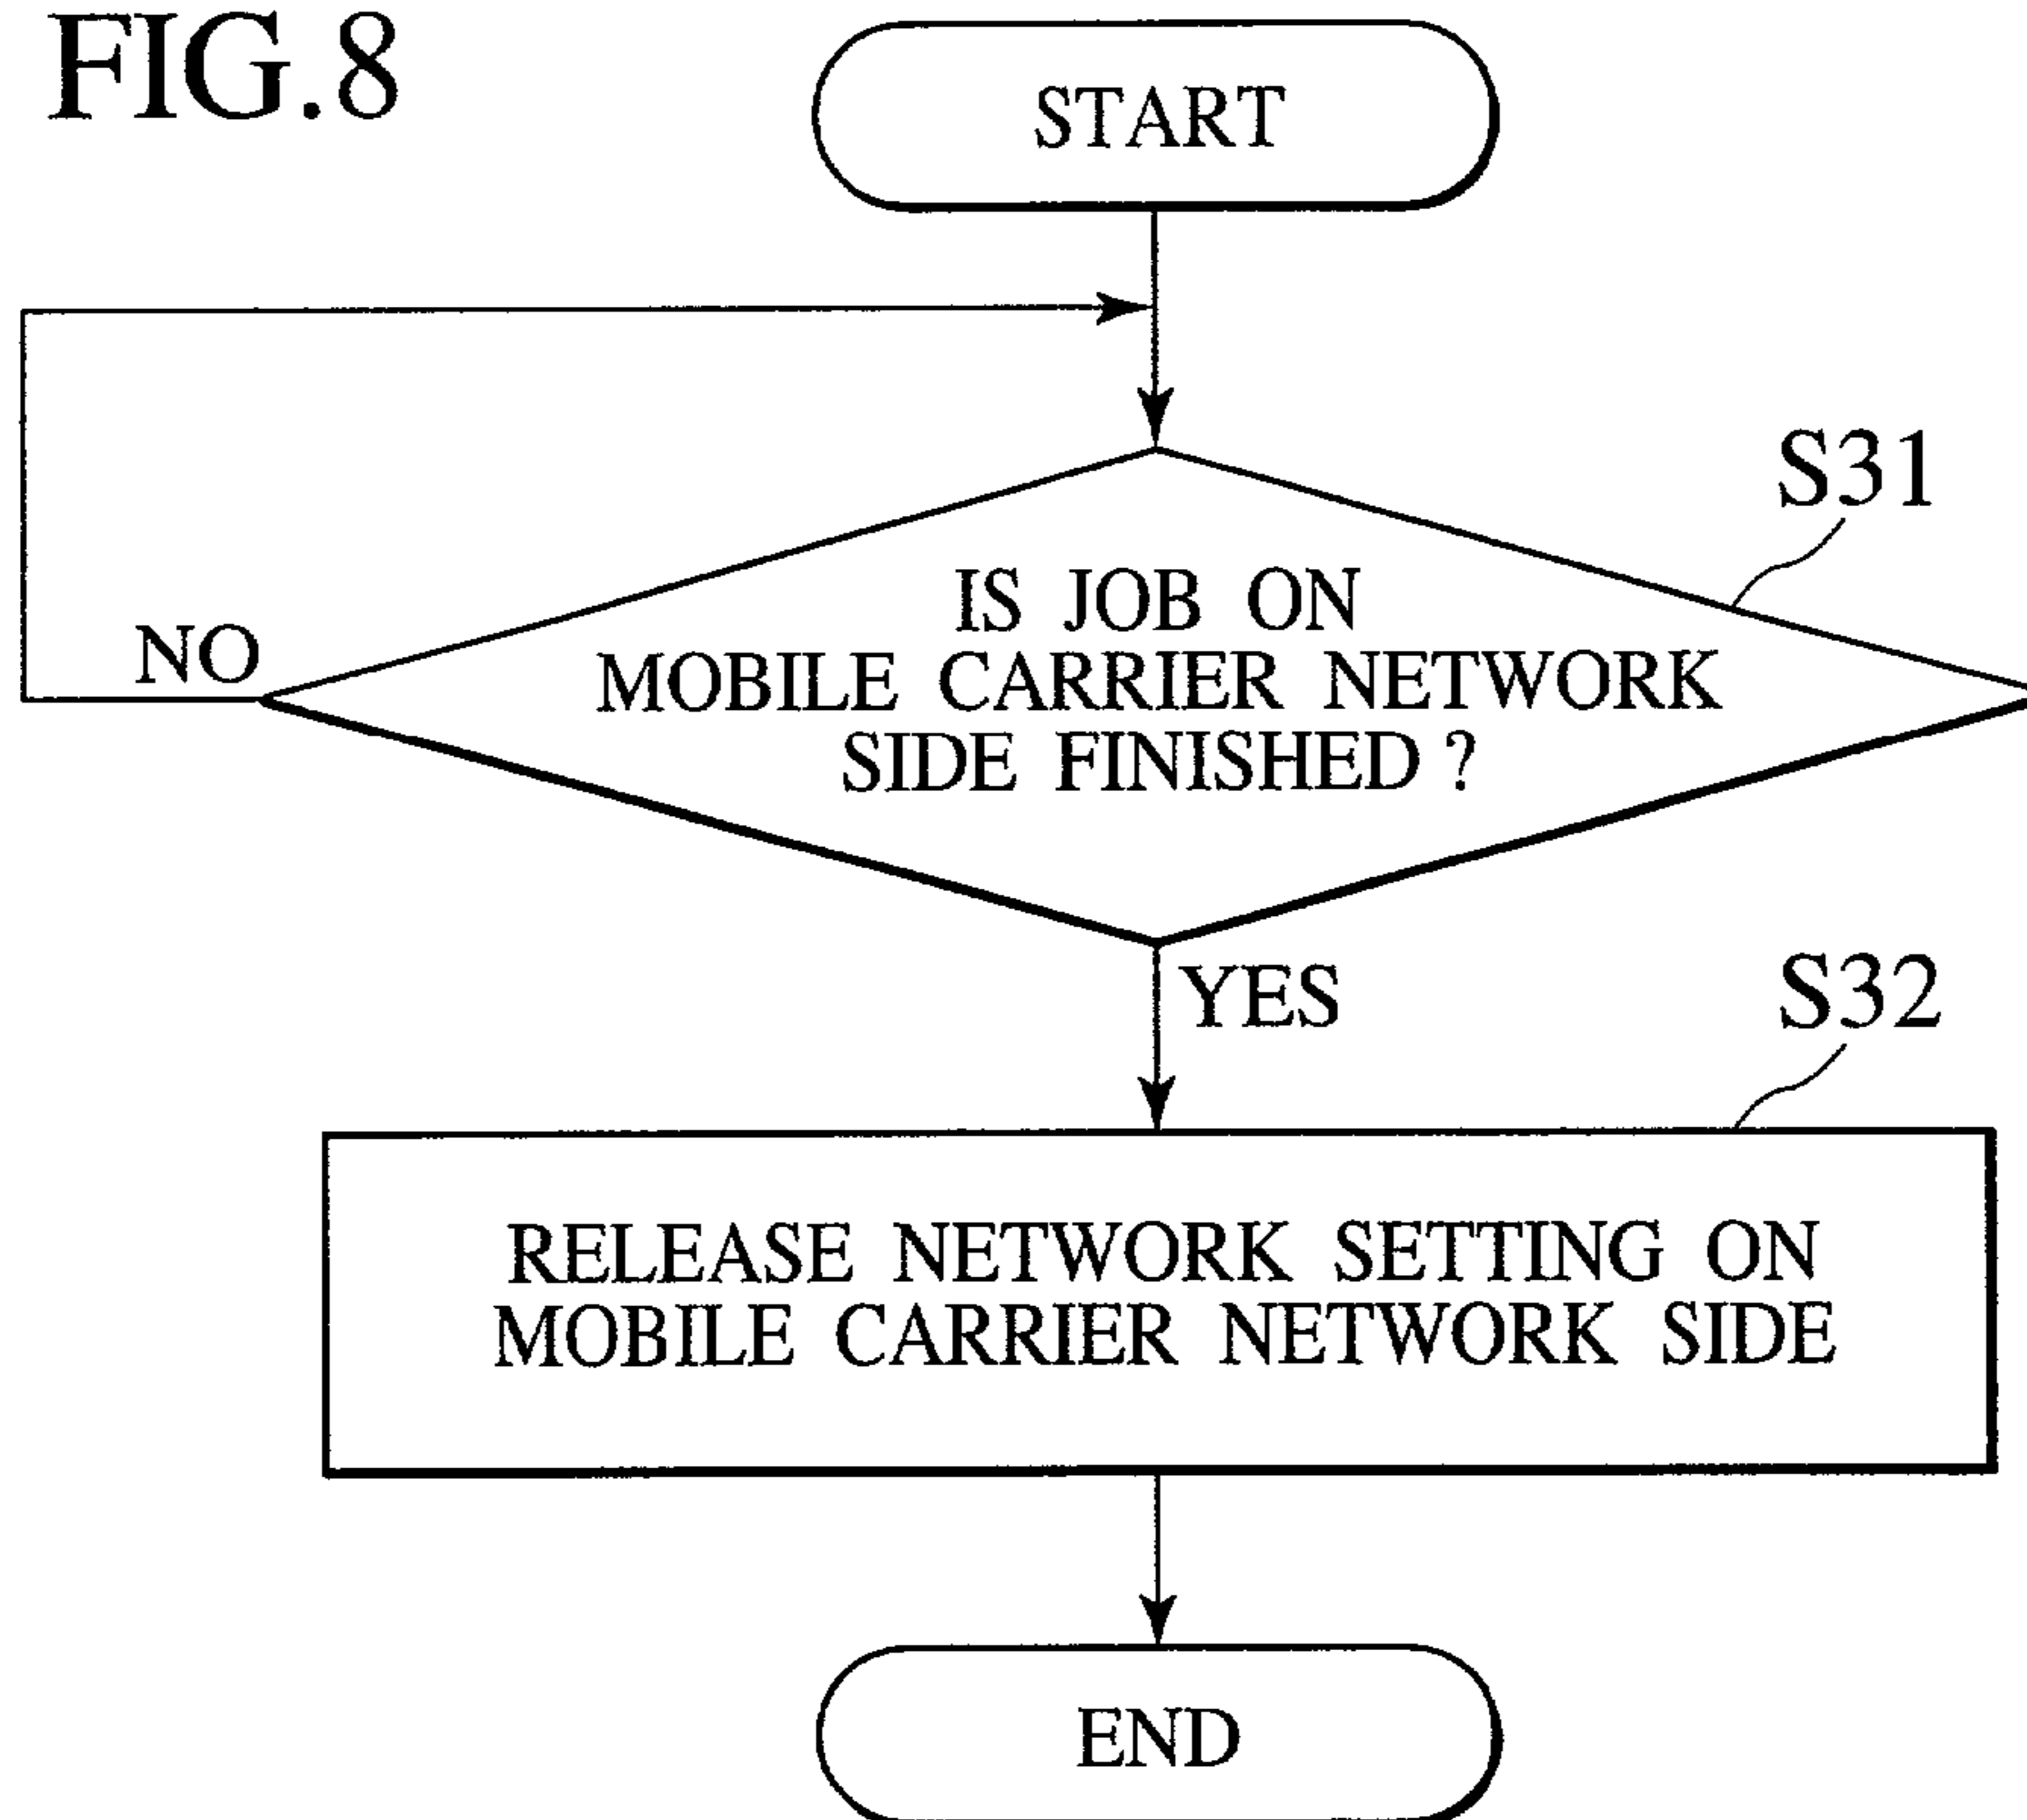 FIG.8
START
S31
IS JOB ON
MOBILE CARRIER NETWORK
SIDE FINISHED ?
NO
YES
S32
RELEASE NETWORK SETTING ON
MOBILE CARRIER NETWORK SIDE
END